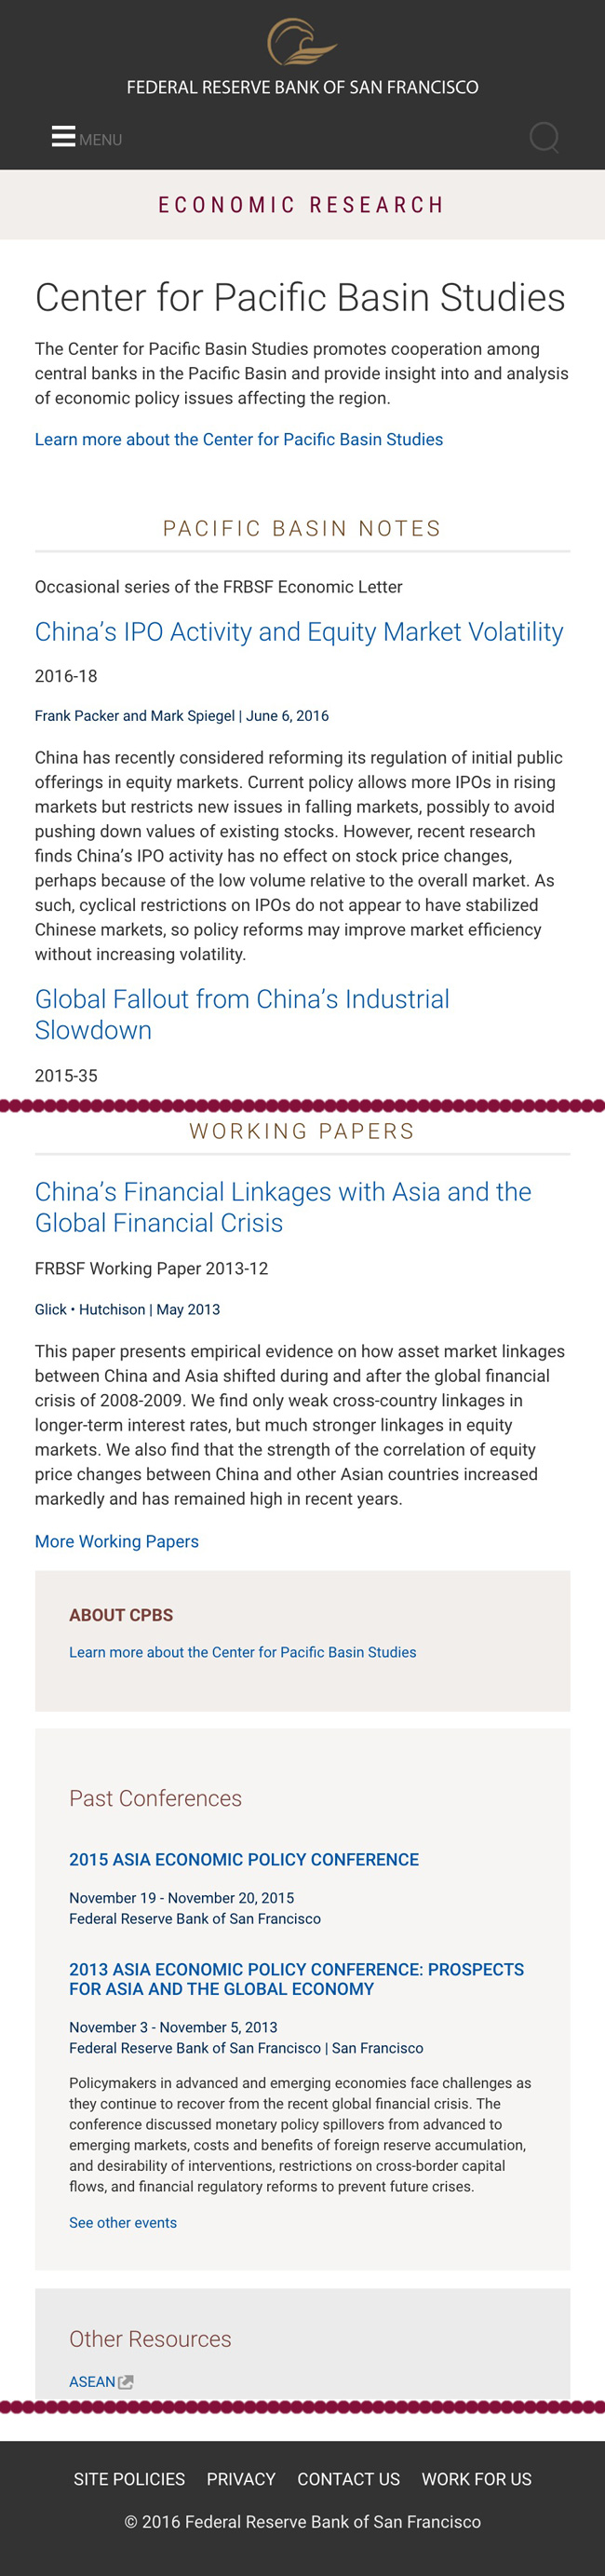 FEDERAL RESERVE BANK OF SAN FRANCISCO
MENU
ECONOMIC RESEARCH
Center for Pacific Basin Studies
The Center for Pacific Basin Studies promotes cooperation among
central banks in the Pacific Basin and provide insight into and analysis
of economic policy issues affecting the region.
Learn more about the Center for Pacific Basin Studies
PACIFIC BASIN NOTES
Occasional series of the FRBSF Economic Letter
China’s IPO Activity and Equity Market Volatility
2016-18
Frank Packer and Mark Spiegel | June 6, 2016
China has recently considered reforming its regulation of initial public
offerings in equity markets. Current policy allows more IPOs in rising
markets but restricts new issues in falling markets, possibly to avoid
pushing down values of existing stocks. However, recent research
finds China’s IPO activity has no effect on stock price changes,
perhaps because of the low volume relative to the overall market. As
such, cyclical restrictions on IPOs do not appear to have stabilized
Chinese markets, so policy reforms may improve market efficiency
without increasing volatility.
Global Fallout from China’s Industrial
Slowdown
2015-35
WORKING PAPERS
China’s Financial Linkages with Asia and the
Global Financial Crisis
FRBSF Working Paper 2013-12
Glick • Hutchison | May 2013
This paper presents empirical evidence on how asset market linkages
between China and Asia shifted during and after the global financial
crisis of 2008-2009. We find only weak cross-country linkages in
longer-term interest rates, but much stronger linkages in equity
markets. We also find that the strength of the correlation of equity
price changes between China and other Asian countries increased
markedly and has remained high in recent years.
More Working Papers
ABOUT CPBS
Learn more about the Center for Pacific Basin Studies
Past Conferences
2015 ASIA ECONOMIC POLICY CONFERENCE
November 19 - November 20, 2015
Federal Reserve Bank of San Francisco
2013 ASIA ECONOMIC POLICY CONFERENCE: PROSPECTS
FOR ASIA AND THE GLOBAL ECONOMY
November 3 - November 5, 2013
Federal Reserve Bank of San Francisco | San Francisco
Policymakers in advanced and emerging economies face challenges as
they continue to recover from the recent global financial crisis. The
conference discussed monetary policy spillovers from advanced to
emerging markets, costs and benefits of foreign reserve accumulation,
and desirability of interventions, restrictions on cross-border capital
flows, and financial regulatory reforms to prevent future crises.
See other events
Other Resources
ASEAN
SITE POLICIES PRIVACY CONTACT US WORK FOR US
© 2016 Federal Reserve Bank of San Francisco